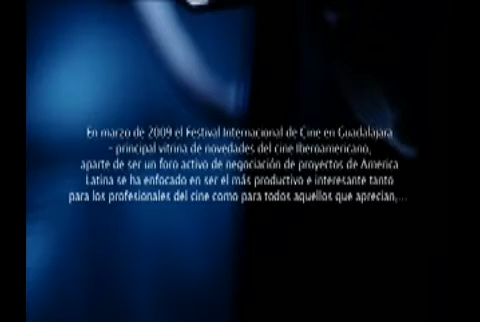 En marzo de 2009 el Festival Internacional de Cine en Guadalajara
- principal vitrina de novedades del cine Iberoamericano,
aparte de ser un foro activo de negociación de proyectos de America
Latina se ha enfocado en ser el más productivo e interesante tanto
para los profesionales del cine como para todos aquellos que aprecian,...